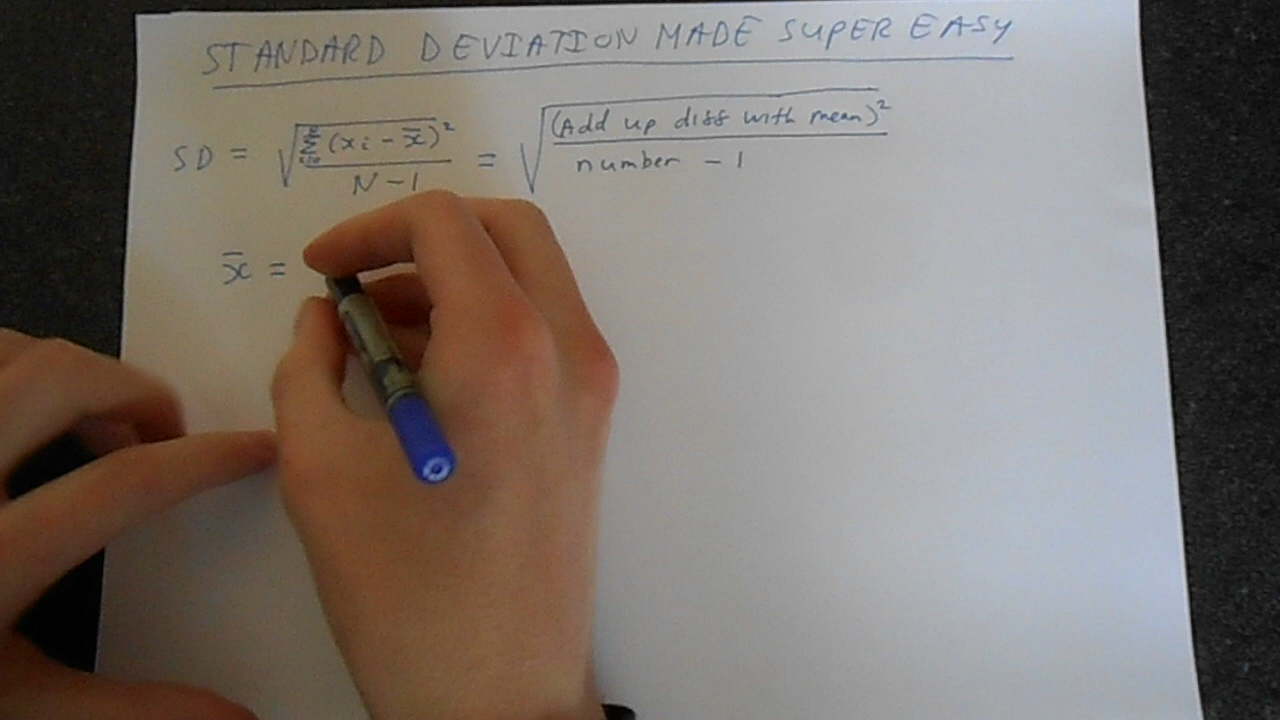 STANDARD DEVIATION MADE SUPER EASY
SD = √(Σ(xi - x̄)² / N - 1) = √((Add up diff with mean)² / number - 1)
x̄ =